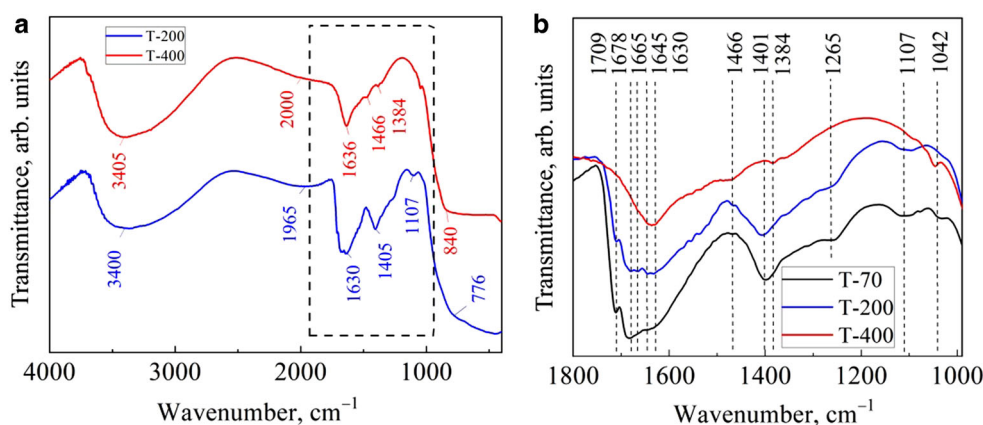 a
T-200
T-400
Transmittance, arb. units
3405
2000
1636
1466
1384
840
3400
1965
1630
1405
1107
776
4000
3000
2000
1000
Wavenumber, cm⁻¹
b
1709
1678
1665
1645
1630
1466
1401
1384
1265
1107
1042
Transmittance, arb. units
T-70
T-200
T-400
1800
1600
1400
1200
1000
Wavenumber, cm⁻¹